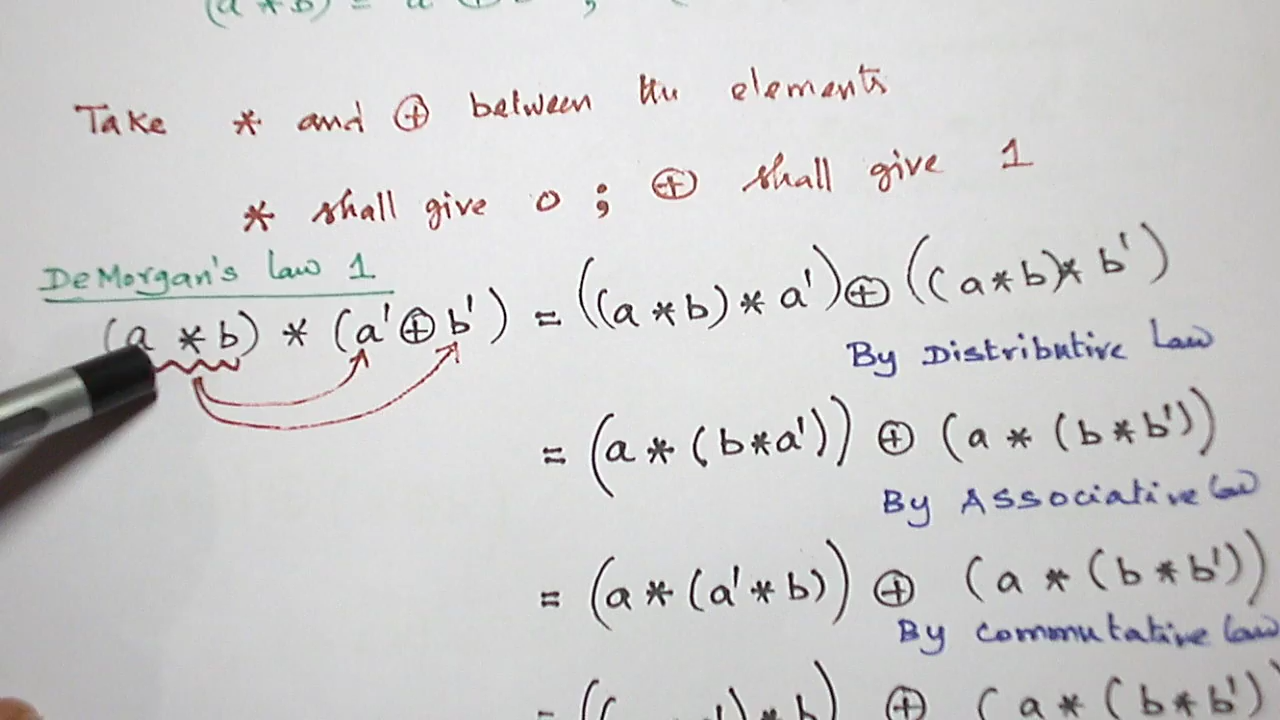 (a * b) = a
Take * and ⊕ between the elements
* shall give 0 ; ⊕ shall give 1
DeMorgan's law 1
(a * b) * (a' ⊕ b') = ((a * b) * a') ⊕ ((a * b) * b')
By Distributive Law
= (a * (b * a')) ⊕ (a * (b * b'))
By Associative law
= (a * (a' * b)) ⊕ (a * (b * b'))
By Commutative law
= (( ') * b) ⊕ (a * (b * b')